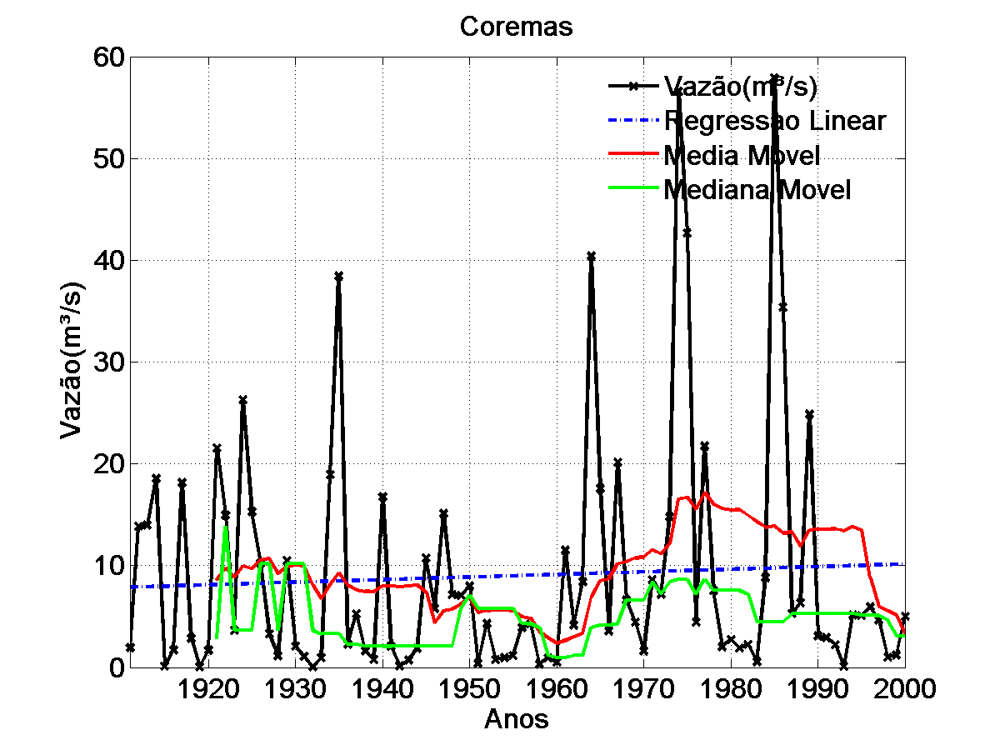 Coremas
Vazão(m³/s)
Regressao Linear
Media Movel
Mediana Movel
60
50
40
30
20
10
0
Vazão(m³/s)
1920 1930 1940 1950 1960 1970 1980 1990 2000
Anos